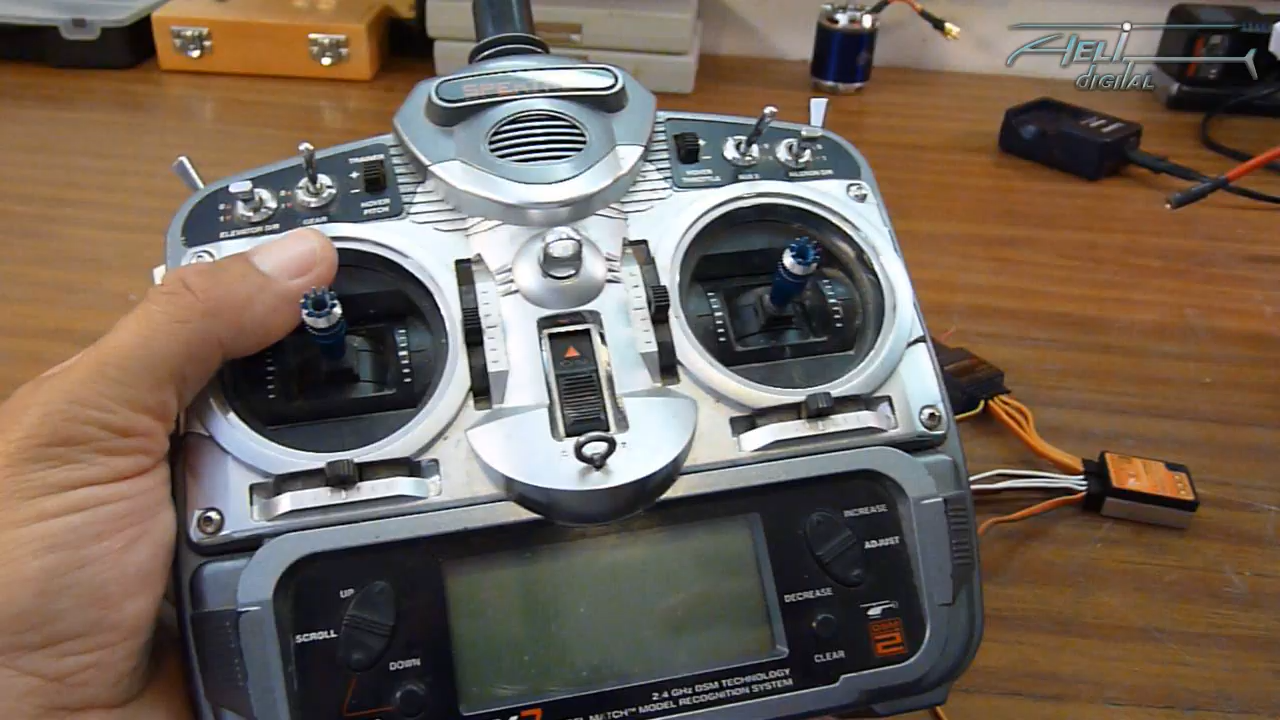 HELI
digital
TRAINER
HOVER
PITCH
ELEVATOR D/R
GEAR
HOVER
THROTTLE
AUX 2
AILERON D/R
INCREASE
ADJUST
DECREASE
CLEAR
UP
SCROLL
DOWN
DSM
2
2.4 GHz DSM TECHNOLOGY
MATCH™ MODEL RECOGNITION SYSTEM